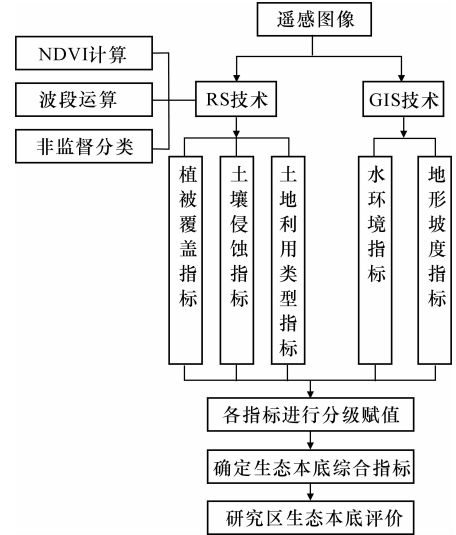 遥感图像
NDVI计算
波段运算
非监督分类
RS技术
GIS技术
植被覆盖指标
土壤侵蚀指标
土地利用类型指标
水环境指标
地形坡度指标
各指标进行分级赋值
确定生态本底综合指标
研究区生态本底评价